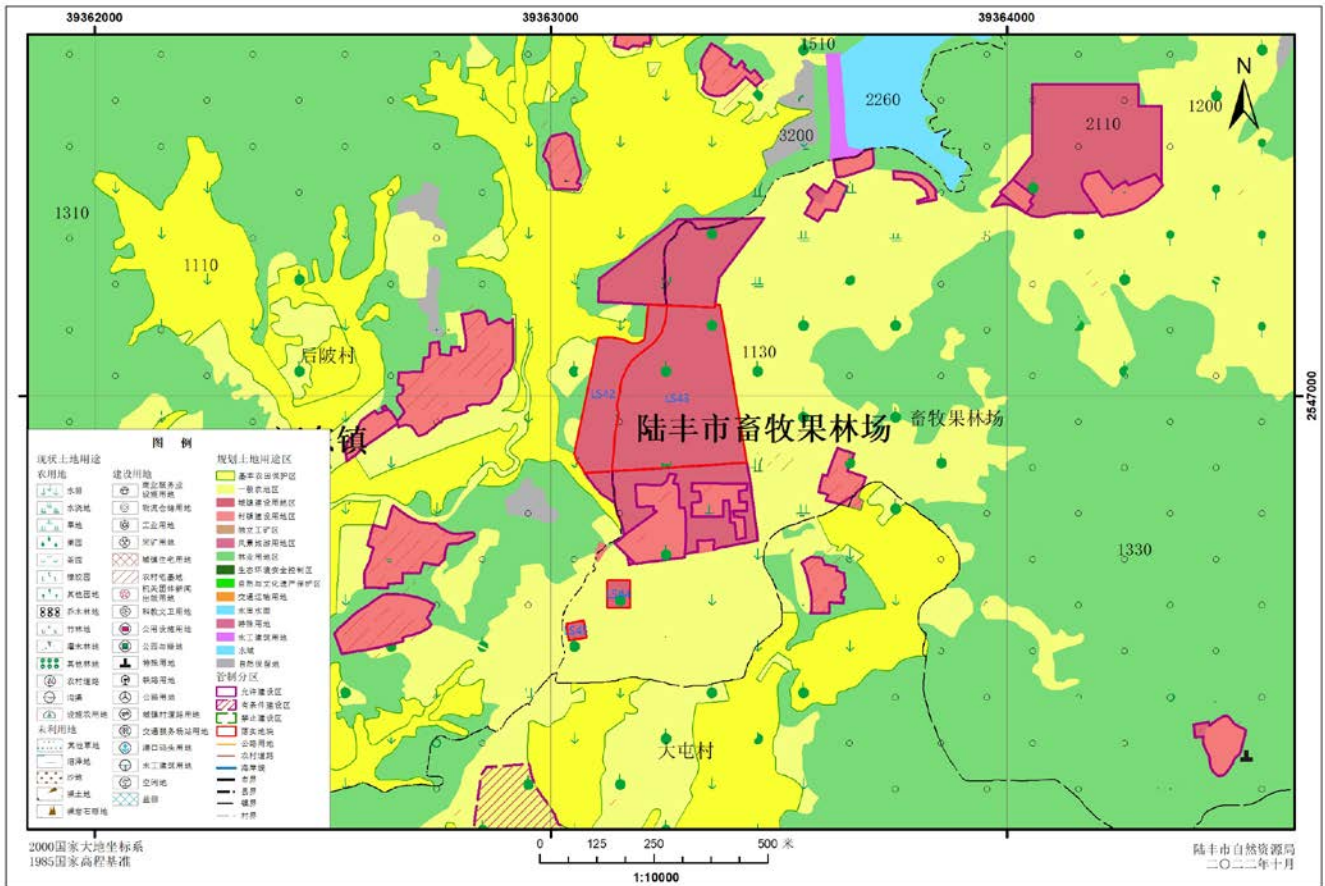 39362000
39363000
39364000
1510
2260
3200
2110
1200
N
1310
1110
后陂村
1130
2547000
LS42
LS43
陆丰市畜牧果林场
畜牧果林场
镇
1330
LS44
大屯村
图 例
现状土地用途
规划土地用途区
农用地
建设用地
水田
商业服务业
设施用地
基本农田保护区
水浇地
物流仓储用地
一般农地区
旱地
工业用地
城镇建设用地区
果园
采矿用地
村镇建设用地区
茶园
城镇住宅用地
独立工矿区
橡胶园
农村宅基地
风景旅游用地区
其他园地
机关团体新闻
出版用地
林业用地区
乔木林地
科教文卫用地
生态环境安全控制区
竹林地
公用设施用地
自然与文化遗产保护区
灌木林地
公园与绿地
交通运输用地
其他林地
特殊用地
农村道路
铁路用地
特殊用地
沟渠
公路用地
水工建筑用地
设施农用地
城镇村道路用地
水域
未利用地
交通服务场站用地
自然保留地
其他草地
港口码头用地
管制分区
沼泽地
水工建筑用地
允许建设区
沙地
空闲地
有条件建设区
裸土地
盐田
禁止建设区
裸岩石砾地
落实地块
公路用地
农村道路
海岸线
市界
县界
镇界
村界
2000国家大地坐标系
1985国家高程基准
0 125 250 500 米
1:10000
陆丰市自然资源局
二〇二二年十月